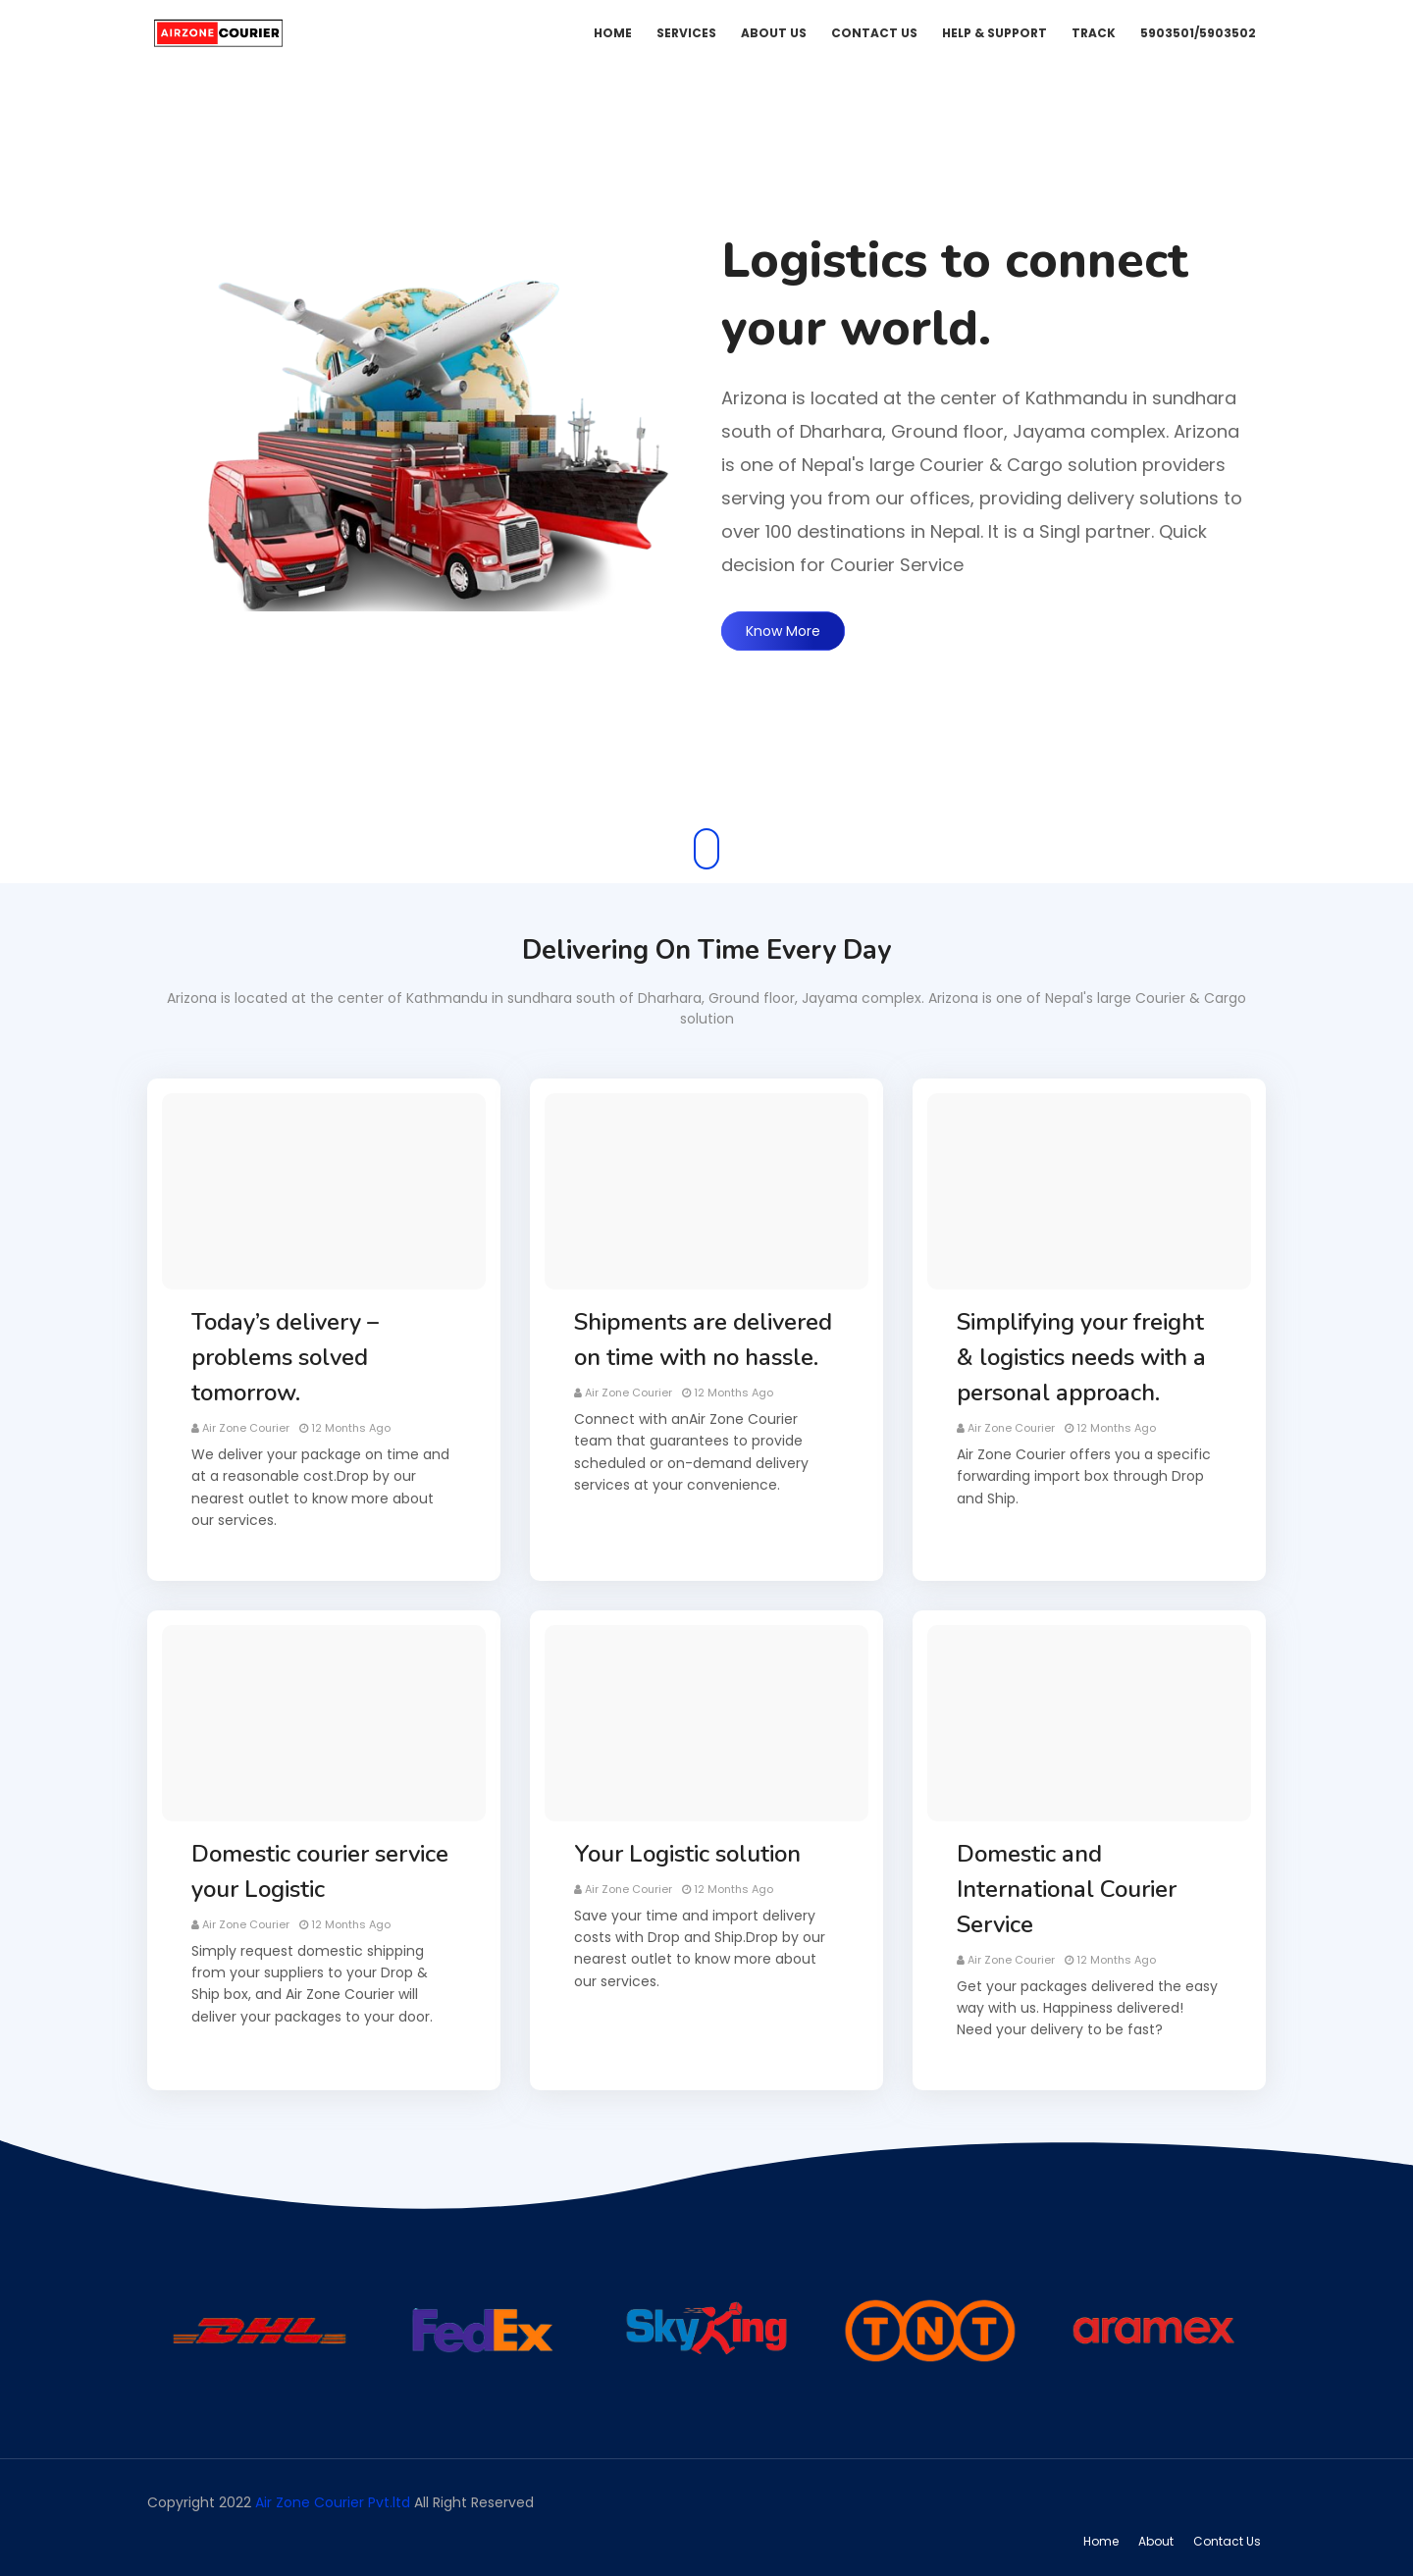 AIRZONE COURIER
HOME SERVICES ABOUT US CONTACT US HELP & SUPPORT TRACK 5903501/5903502
Logistics to connect
your world.
Arizona is located at the center of Kathmandu in sundhara
south of Dharhara, Ground floor, Jayama complex. Arizona
is one of Nepal's large Courier & Cargo solution providers
serving you from our offices, providing delivery solutions to
over 100 destinations in Nepal. It is a Singl partner. Quick
decision for Courier Service
Know More
Delivering On Time Every Day
Arizona is located at the center of Kathmandu in sundhara south of Dharhara, Ground floor, Jayama complex. Arizona is one of Nepal's large Courier & Cargo
solution
Today’s delivery –
problems solved
tomorrow.
Air Zone Courier 12 Months Ago
We deliver your package on time and
at a reasonable cost.Drop by our
nearest outlet to know more about
our services.
Shipments are delivered
on time with no hassle.
Air Zone Courier 12 Months Ago
Connect with anAir Zone Courier
team that guarantees to provide
scheduled or on-demand delivery
services at your convenience.
Simplifying your freight
& logistics needs with a
personal approach.
Air Zone Courier 12 Months Ago
Air Zone Courier offers you a specific
forwarding import box through Drop
and Ship.
Domestic courier service
your Logistic
Air Zone Courier 12 Months Ago
Simply request domestic shipping
from your suppliers to your Drop &
Ship box, and Air Zone Courier will
deliver your packages to your door.
Your Logistic solution
Air Zone Courier 12 Months Ago
Save your time and import delivery
costs with Drop and Ship.Drop by our
nearest outlet to know more about
our services.
Domestic and
International Courier
Service
Air Zone Courier 12 Months Ago
Get your packages delivered the easy
way with us. Happiness delivered!
Need your delivery to be fast?
DHL FedEx SkyKing TNT aramex
Copyright 2022 Air Zone Courier Pvt.ltd All Right Reserved
Home About Contact Us